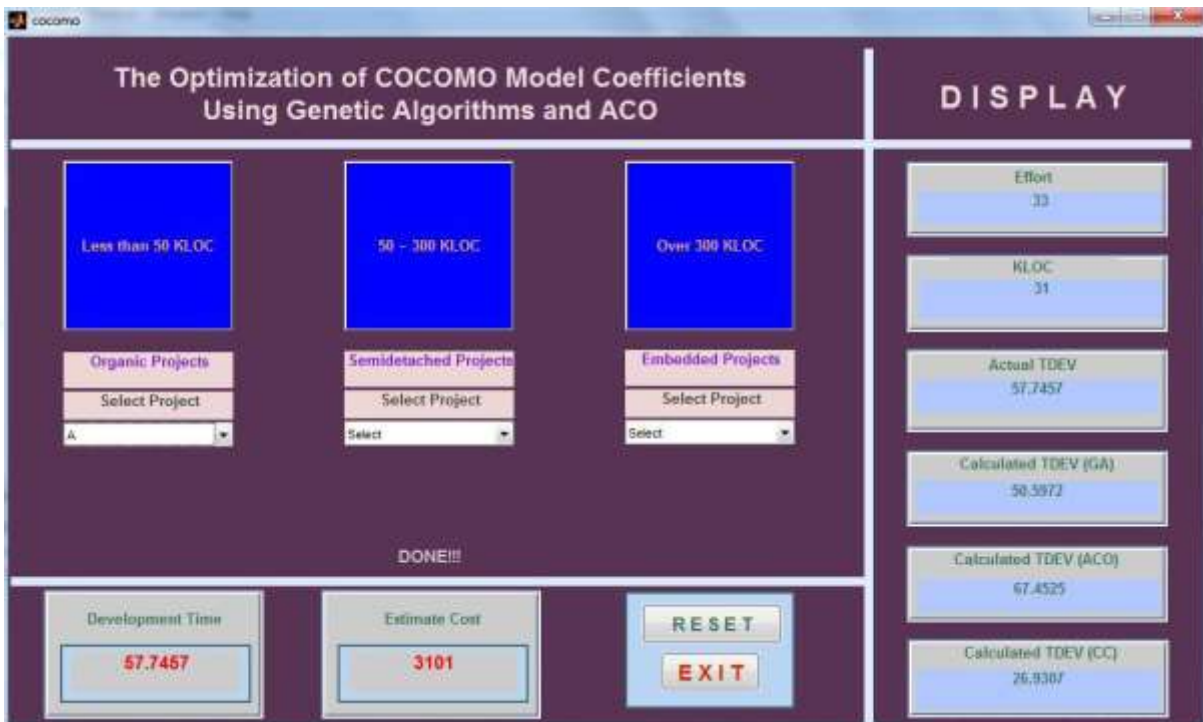 cocomo
The Optimization of COCOMO Model Coefficients
Using Genetic Algorithms and ACO
DISPLAY
Less than 50 KLOC
50 - 300 KLOC
Over 300 KLOC
Organic Projects
Semidetached Projects
Embedded Projects
Select Project
Select Project
Select Project
A
Select
Select
DONE!!!
Development Time
57.7457
Estimate Cost
3101
RESET
EXIT
Effort
33
KLOC
31
Actual TDEV
57.7457
Calculated TDEV (GA)
50.5972
Calculated TDEV (ACO)
67.4525
Calculated TDEV (CC)
26.9307